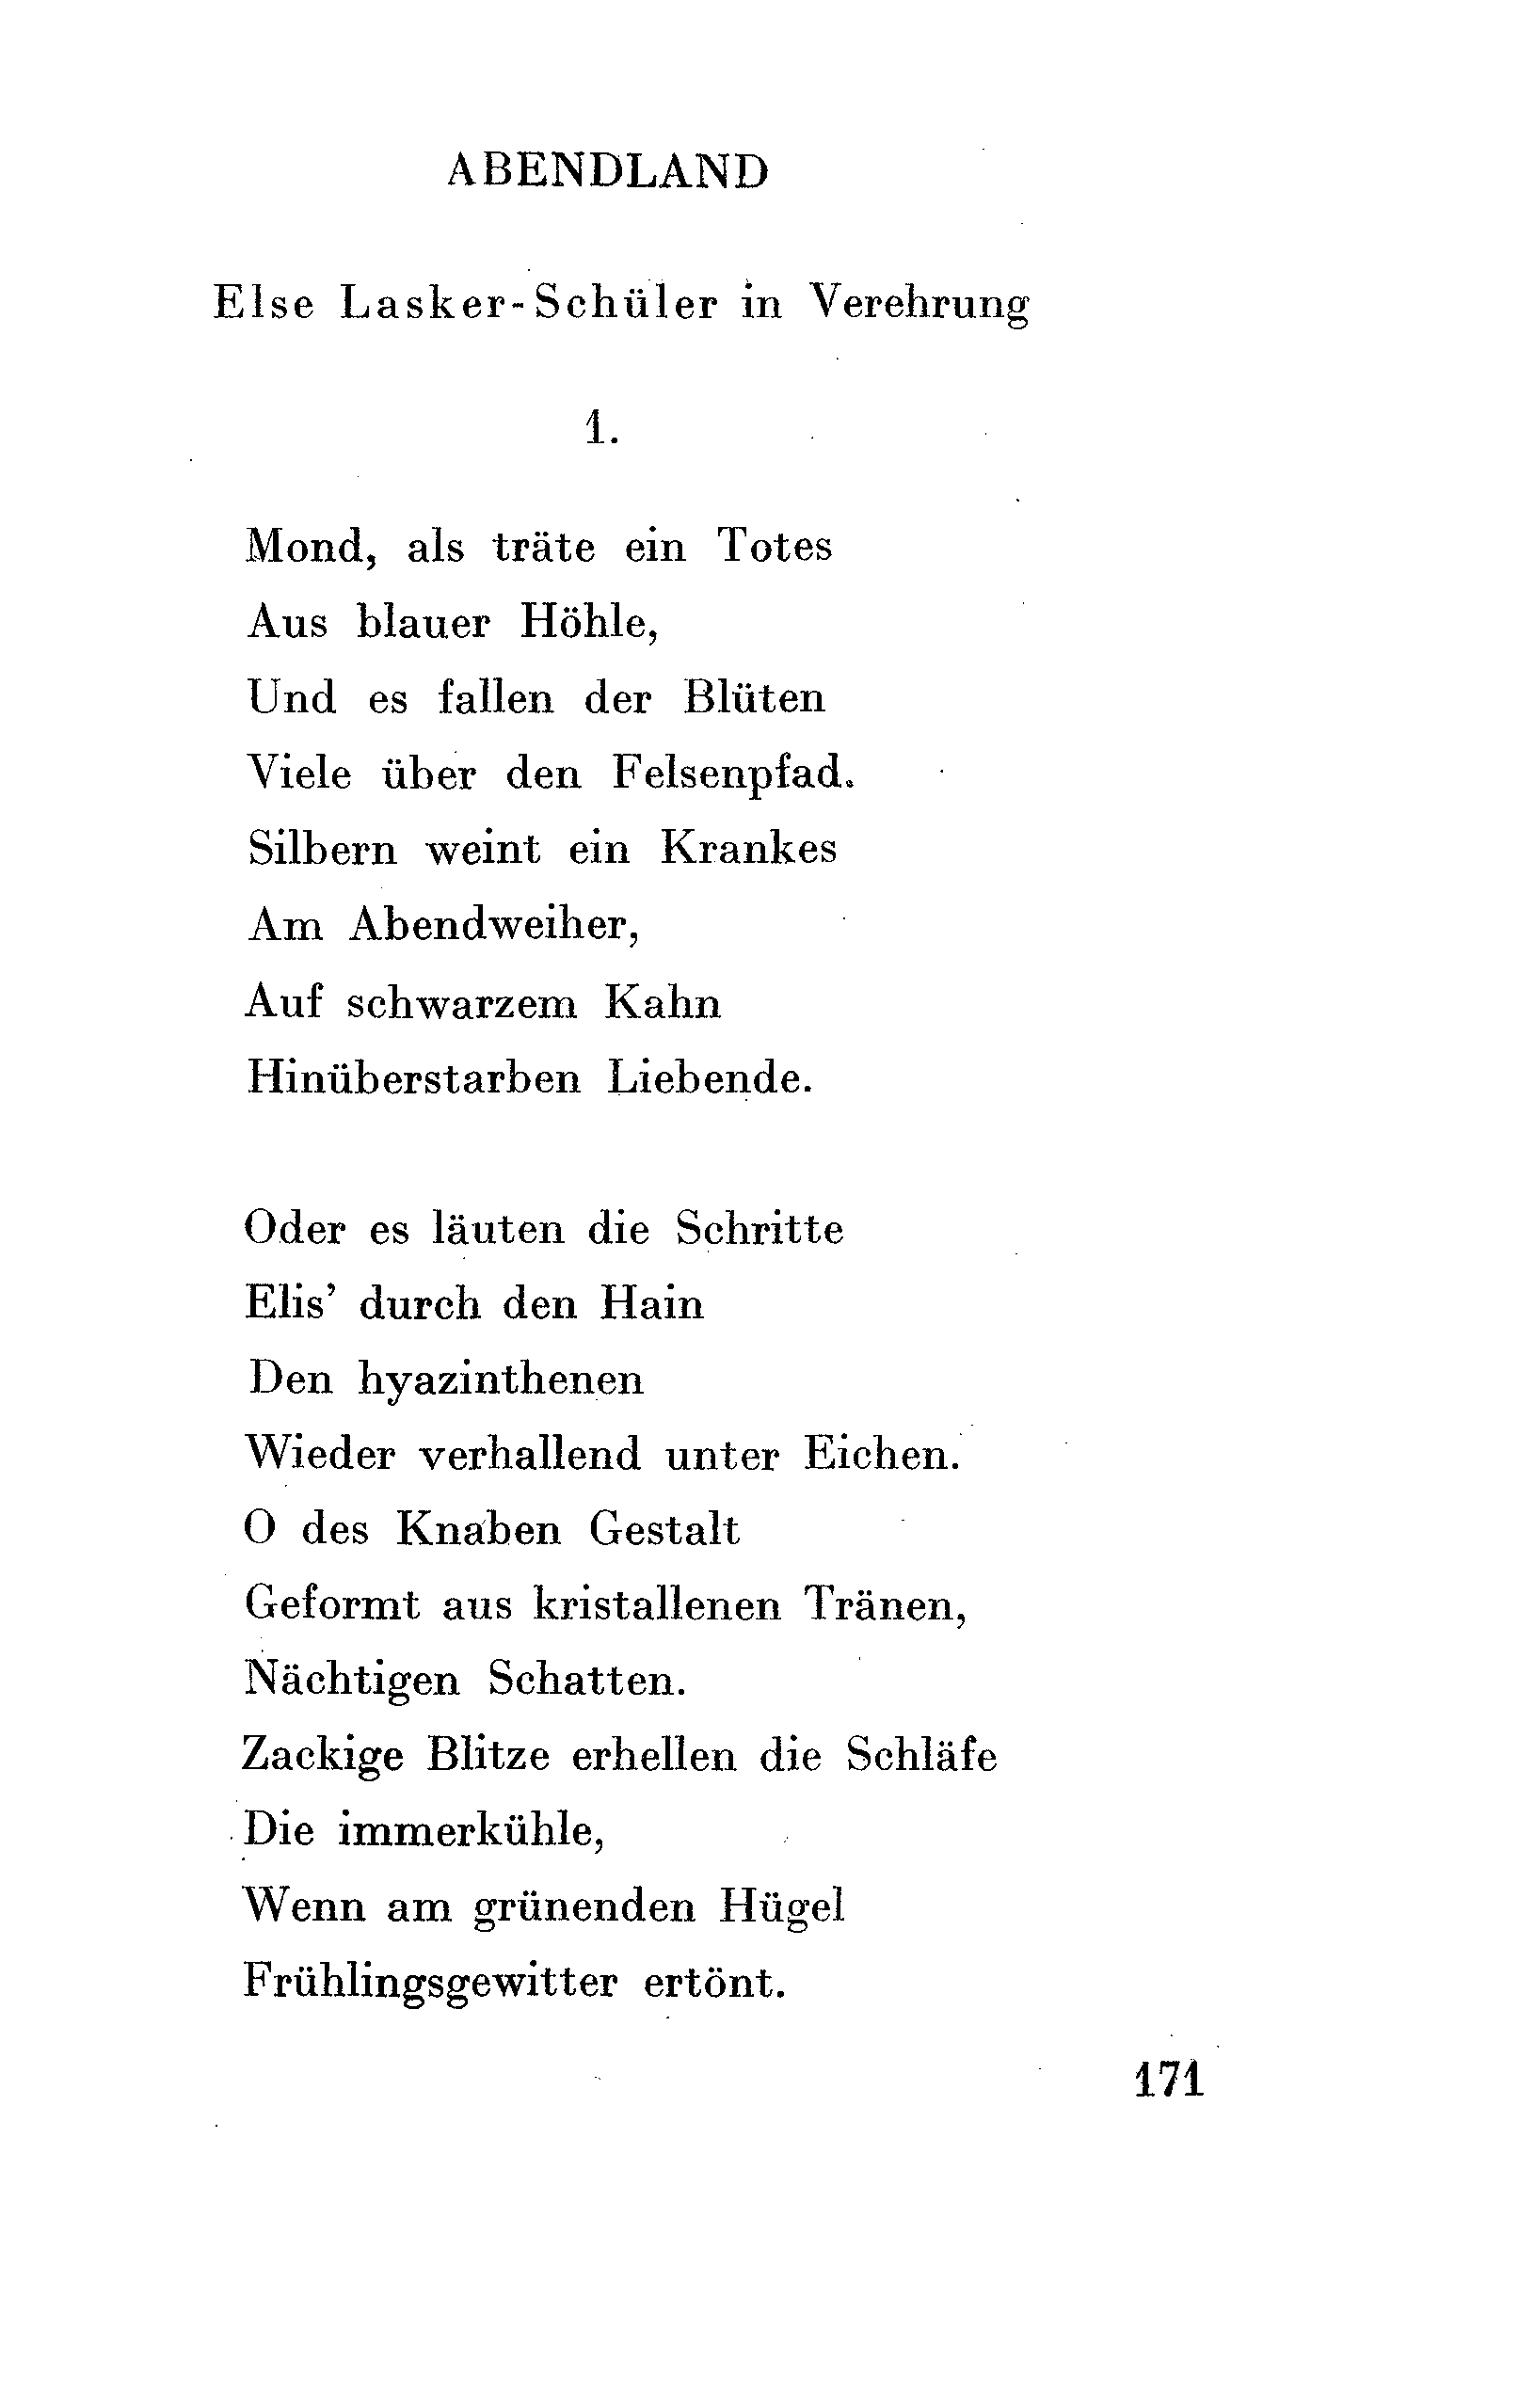 ABENDLAND
Else Lasker-Schüler in Verehrung
1.
Mond, als träte ein Totes
Aus blauer Höhle,
Und es fallen der Blüten
Viele über den Felsenpfad.
Silbern weint ein Krankes
Am Abendweiher,
Auf schwarzem Kahn
Hinüberstarben Liebende.
Oder es läuten die Schritte
Elis’ durch den Hain
Den hyazinthenen
Wieder verhallend unter Eichen.
O des Knaben Gestalt
Geformt aus kristallenen Tränen,
Nächtigen Schatten.
Zackige Blitze erhellen die Schläfe
Die immerkühle,
Wenn am grünenden Hügel
Frühlingsgewitter ertönt.
171